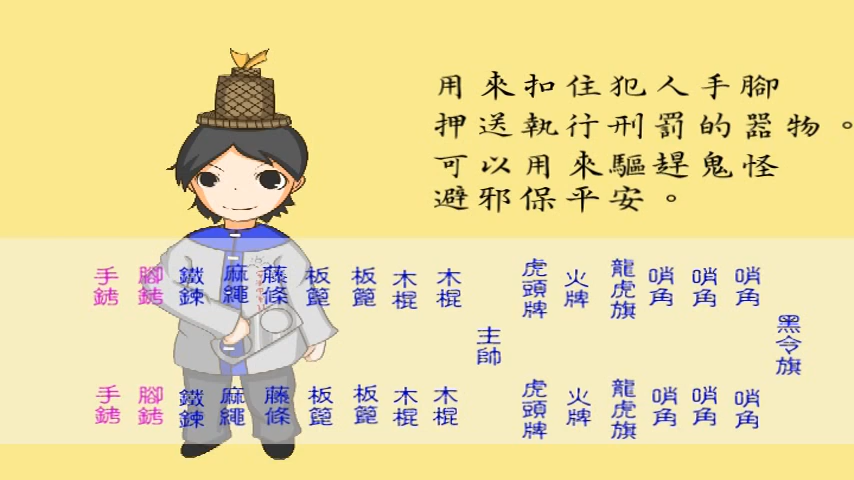 用來扣住犯人手腳
押送執行刑罰的器物。
可以用來驅趕鬼怪
避邪保平安。
手銬 腳銬 鐵鍊 麻繩 藤條 板篦 板篦 木棍 木棍 虎頭牌 火牌 龍虎旗 哨角 哨角 哨角
主帥 黑令旗
手銬 腳銬 鐵鍊 麻繩 藤條 板篦 板篦 木棍 木棍 虎頭牌 火牌 龍虎旗 哨角 哨角 哨角